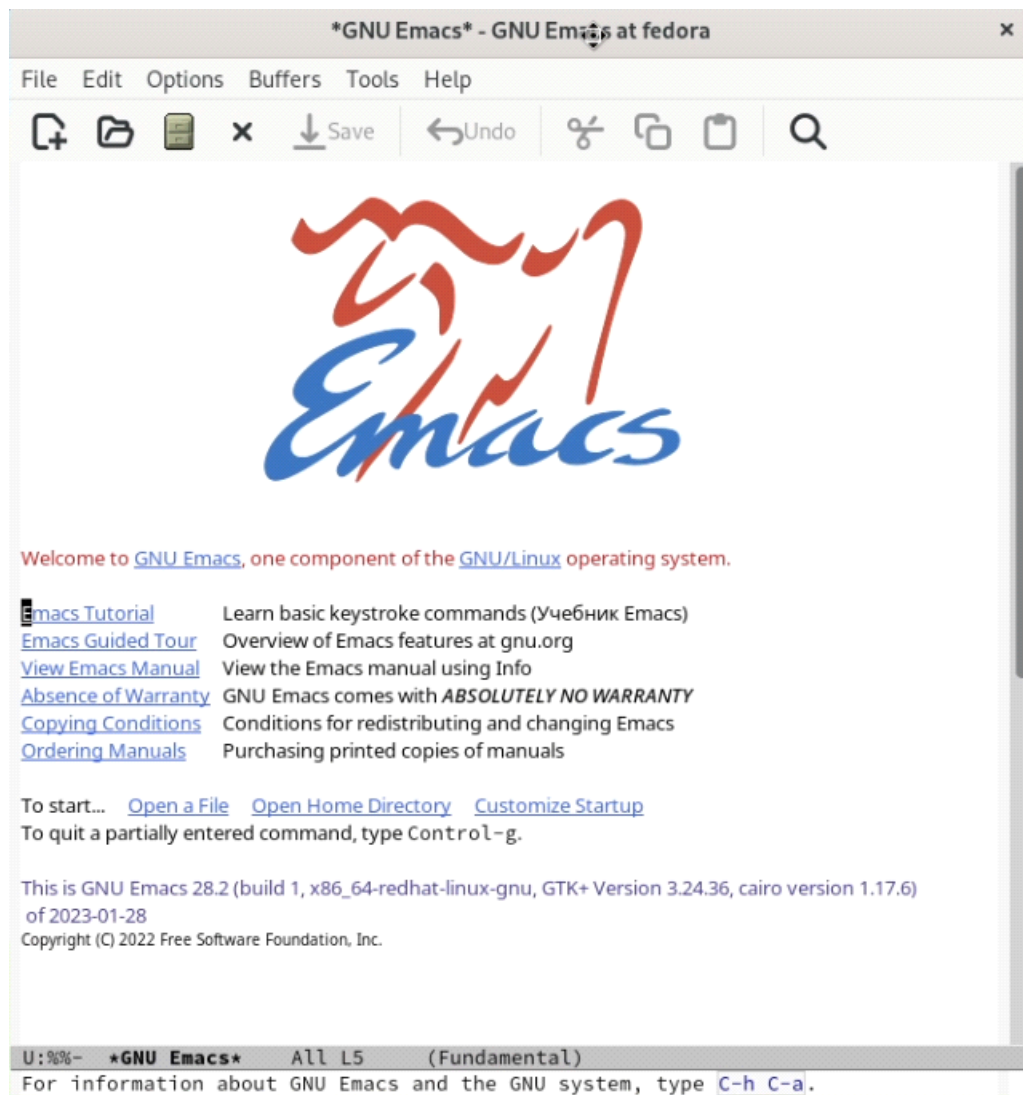 *GNU Emacs* - GNU Emacs at fedora
File Edit Options Buffers Tools Help
Save Undo
Emacs
Welcome to GNU Emacs, one component of the GNU/Linux operating system.
Emacs Tutorial Learn basic keystroke commands (Учебник Emacs)
Emacs Guided Tour Overview of Emacs features at gnu.org
View Emacs Manual View the Emacs manual using Info
Absence of Warranty GNU Emacs comes with ABSOLUTELY NO WARRANTY
Copying Conditions Conditions for redistributing and changing Emacs
Ordering Manuals Purchasing printed copies of manuals
To start... Open a File Open Home Directory Customize Startup
To quit a partially entered command, type Control-g.
This is GNU Emacs 28.2 (build 1, x86_64-redhat-linux-gnu, GTK+ Version 3.24.36, cairo version 1.17.6)
of 2023-01-28
Copyright (C) 2022 Free Software Foundation, Inc.
U:%%- *GNU Emacs* All L5 (Fundamental)
For information about GNU Emacs and the GNU system, type C-h C-a.